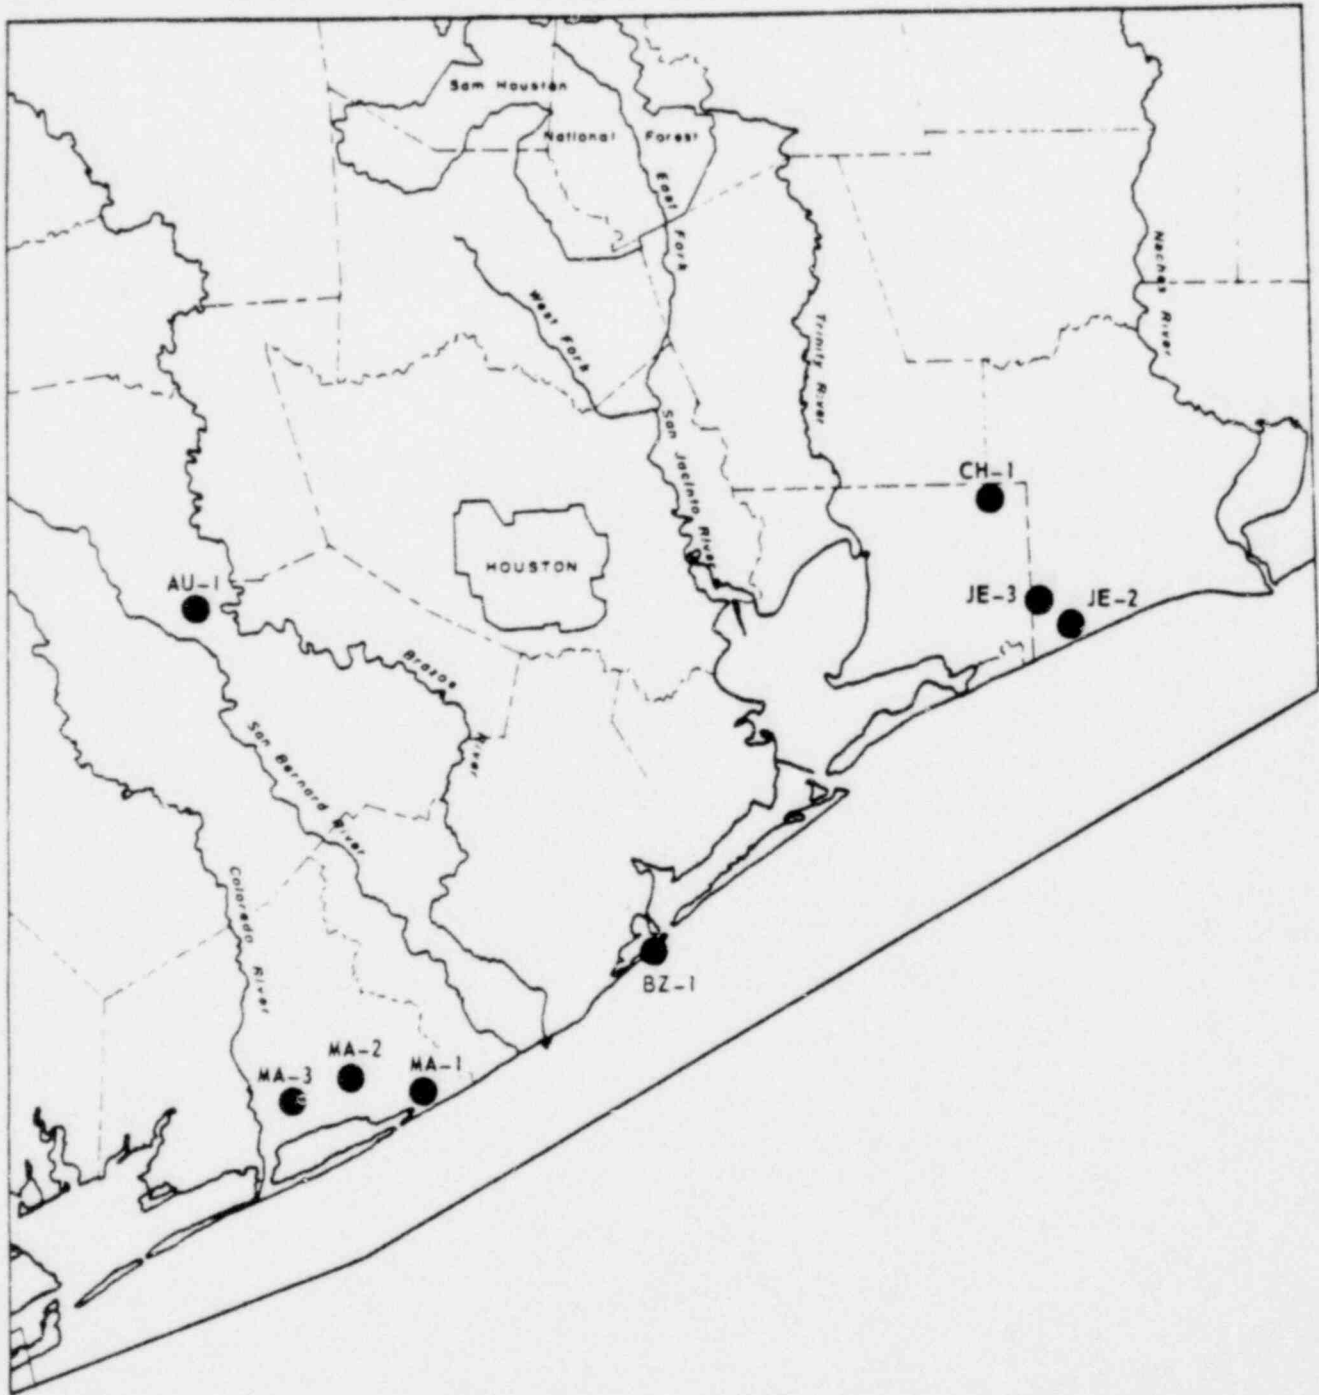 Sam Houston
National Forest
East Fork
West Fork
Trinity River
Neches River
San Jacinto River
CH-1
HOUSTON
AU-1
JE-3
JE-2
Brazos River
San Bernard River
Colorado River
BZ-1
MA-2
MA-1
MA-3